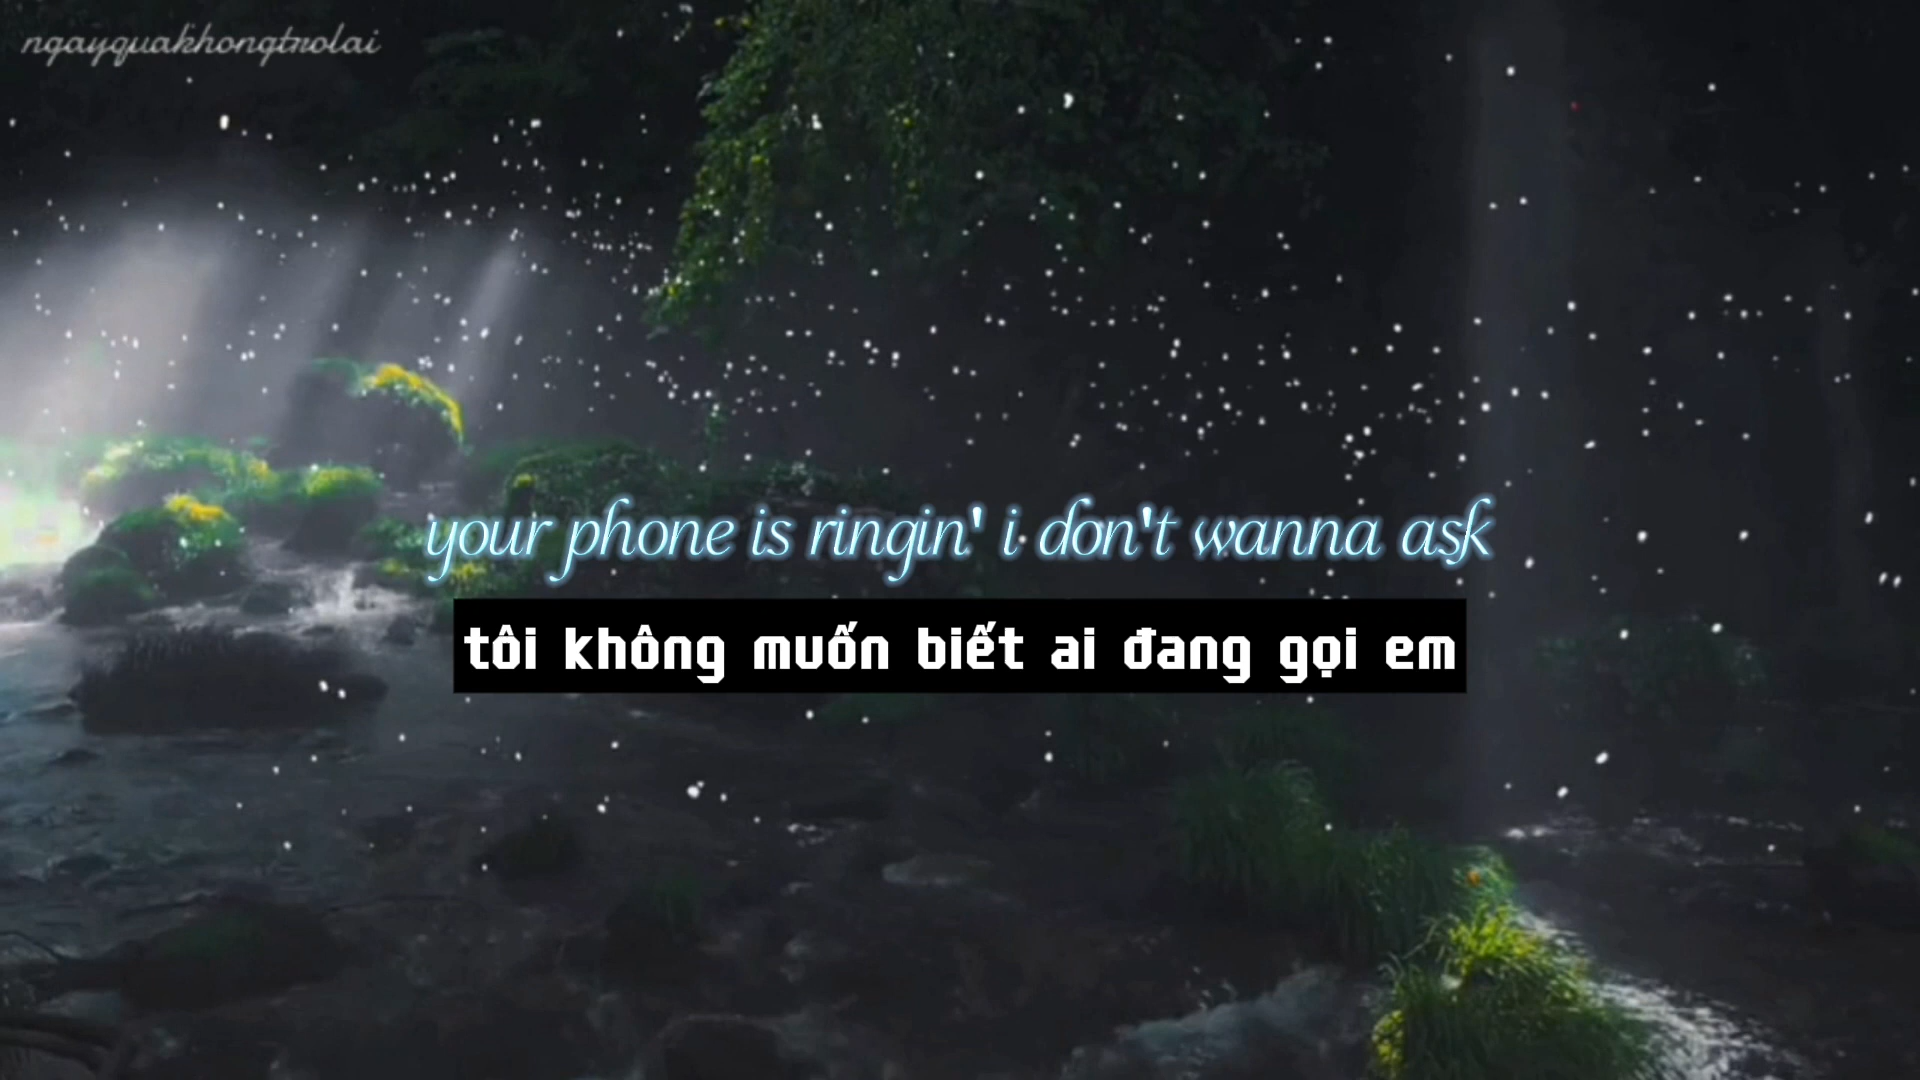 ngayquakhongtrolai
your phone is ringin' i don't wanna ask
tôi không muốn biết ai đang gọi em